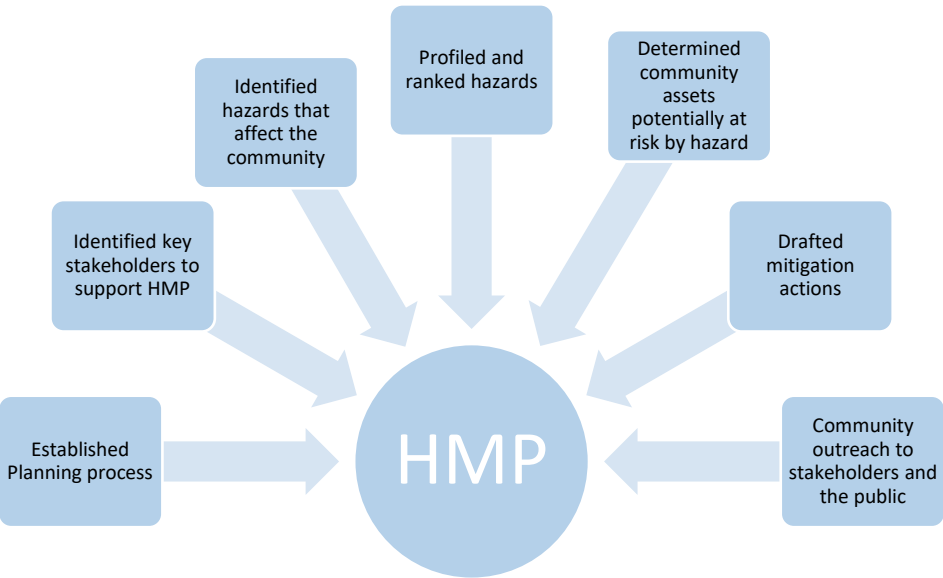 Established
Planning process
Identified key
stakeholders to
support HMP
Identified
hazards that
affect the
community
Profiled and
ranked hazards
Determined
community
assets
potentially at
risk by hazard
Drafted
mitigation
actions
Community
outreach to
stakeholders and
the public
HMP